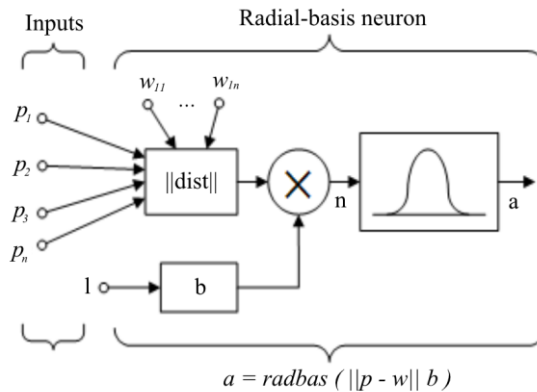 Inputs
Radial-basis neuron
w11 ... w1n
p1
p2
p3
pn
||dist||
n
a
1
b
a = radbas ( ||p - w|| b )